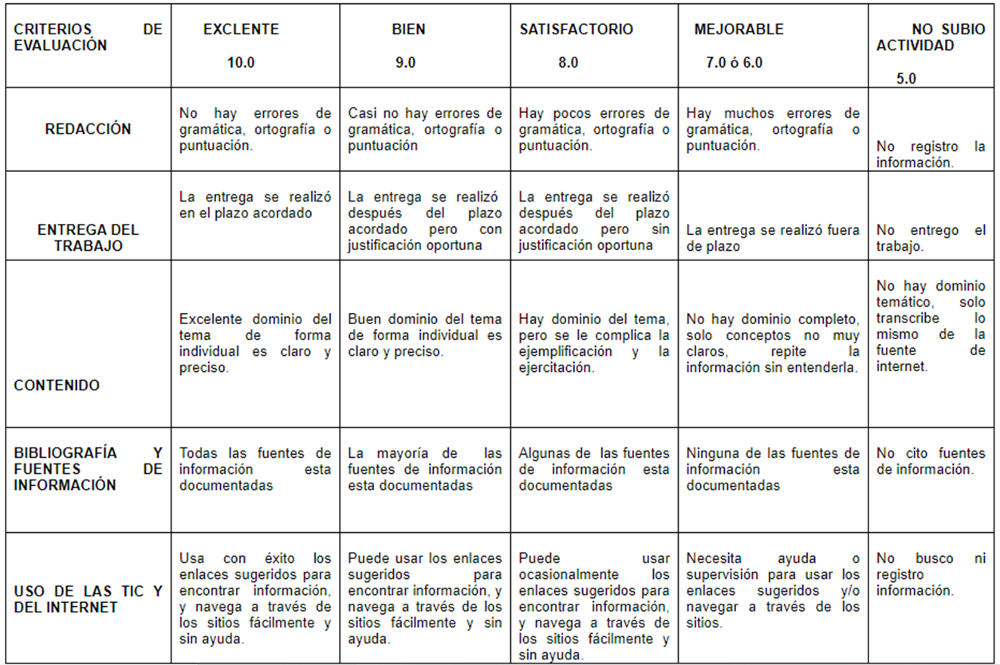 CRITERIOS DE
EVALUACIÓN
EXCLENTE
10.0
BIEN
9.0
SATISFACTORIO
8.0
MEJORABLE
7.0 ó 6.0
NO SUBIO
ACTIVIDAD
5.0
REDACCIÓN
No hay errores de
gramática, ortografía o
puntuación.
Casi no hay errores de
gramática, ortografía o
puntuación
Hay pocos errores de
gramática, ortografía o
puntuación.
Hay muchos errores de
gramática, ortografía o
puntuación.
No registro la
información.
ENTREGA DEL
TRABAJO
La entrega se realizó
en el plazo acordado
La entrega se realizó
después del plazo
acordado pero con
justificación oportuna
La entrega se realizó
después del plazo
acordado pero sin
justificación oportuna
La entrega se realizó fuera
de plazo
No entrego el
trabajo.
CONTENIDO
Excelente dominio del
tema de forma
individual es claro y
preciso.
Buen dominio del tema
de forma individual es
claro y preciso.
Hay dominio del tema,
pero se le complica la
ejemplificación y la
ejercitación.
No hay dominio completo,
solo conceptos no muy
claros, repite la
información sin entenderla.
No hay dominio
temático, solo
transcribe lo
mismo de la
fuente de
internet.
BIBLIOGRAFÍA Y
FUENTES DE
INFORMACIÓN
Todas las fuentes de
información esta
documentadas
La mayoría de las
fuentes de información
esta documentadas
Algunas de las fuentes
de información esta
documentadas
Ninguna de las fuentes de
información esta
documentadas
No cito fuentes
de información.
USO DE LAS TIC Y
DEL INTERNET
Usa con éxito los
enlaces sugeridos para
encontrar información,
y navega a través de
los sitios fácilmente y
sin ayuda.
Puede usar los enlaces
sugeridos para
encontrar información, y
navega a través de los
sitios fácilmente y sin
ayuda.
Puede usar
ocasionalmente los
enlaces sugeridos para
encontrar información,
y navega a través de
los sitios fácilmente y
sin ayuda.
Necesita ayuda o
supervisión para usar los
enlaces sugeridos y/o
navegar a través de los
sitios.
No busco ni
registro
información.